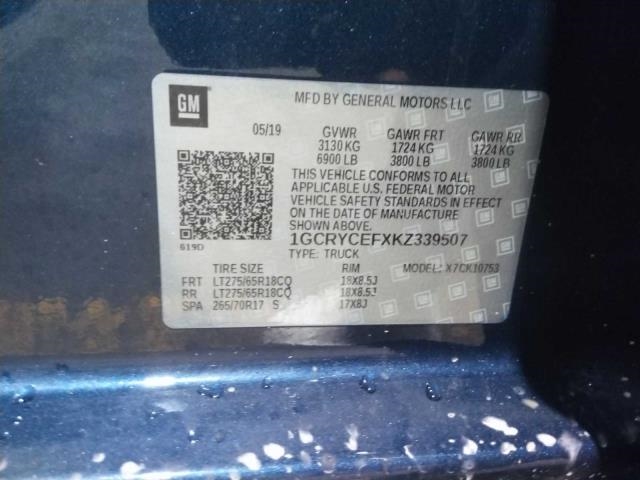 GM
MFD BY GENERAL MOTORS LLC
05/19 GVWR GAWR FRT GAWR RR
3130 KG 1724 KG 1724 KG
6900 LB 3800 LB 3800 LB
THIS VEHICLE CONFORMS TO ALL
APPLICABLE U.S. FEDERAL MOTOR
VEHICLE SAFETY STANDARDS IN EFFECT
ON THE DATE OF MANUFACTURE
SHOWN ABOVE.
619D 1GCRYCEFXKZ339507
TYPE: TRUCK MODEL: X7CK10753
TIRE SIZE RIM
FRT LT275/65R18CQ 18X8.5J
RR LT275/65R18CQ 18X8.5J
SPA 265/70R17 S 17X8J